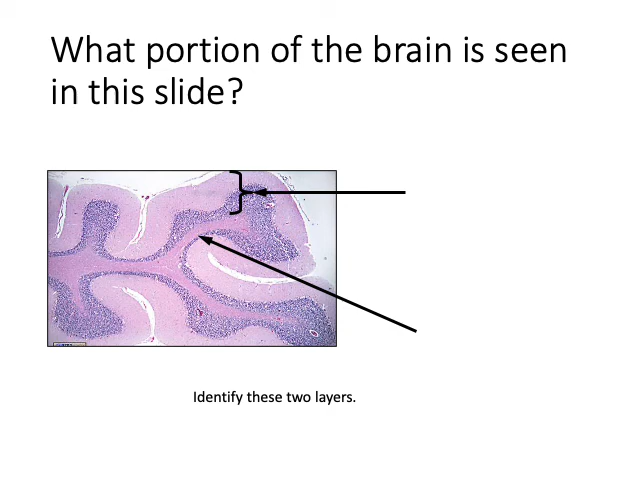 What portion of the brain is seen
in this slide?
Identify these two layers.